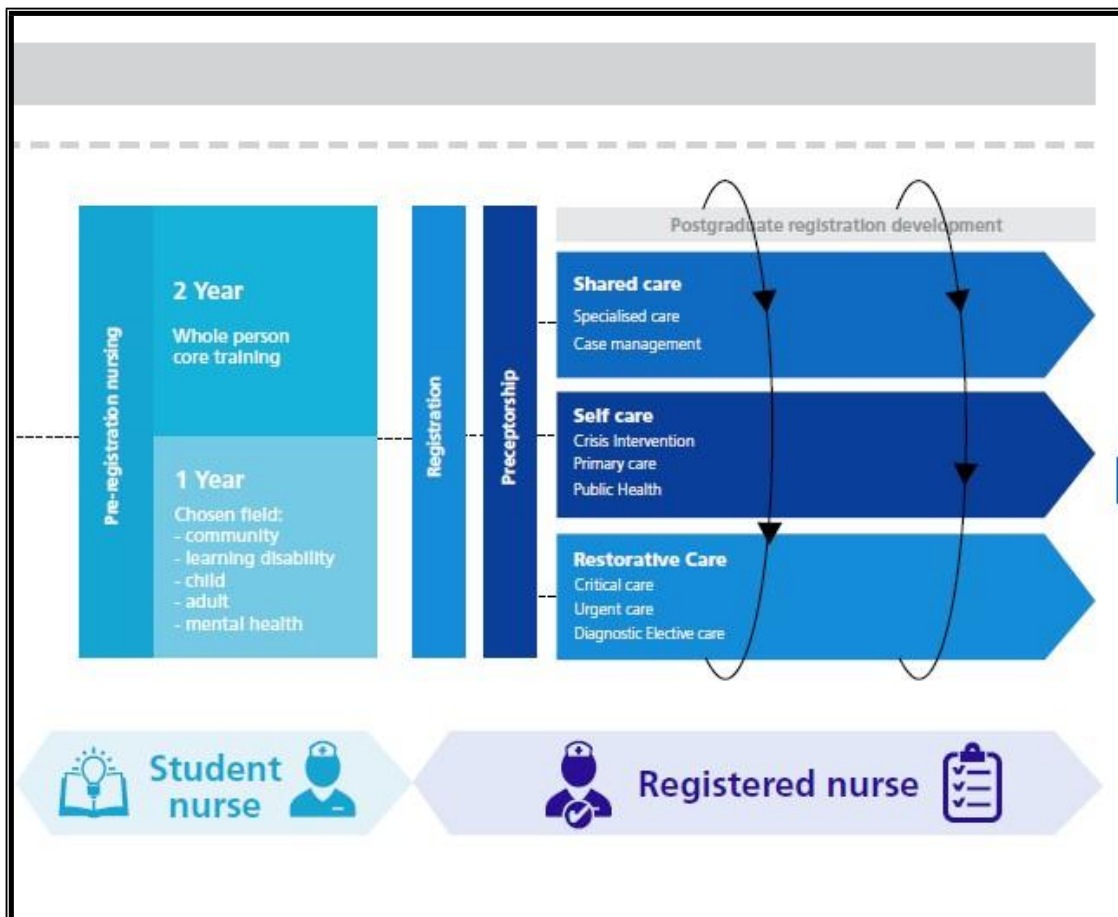 Pre-registration nursing
2 Year
Whole person
core training
1 Year
Chosen field:
- community
- learning disability
- child
- adult
- mental health
Registration
Preceptorship
Postgraduate registration development
Shared care
Specialised care
Case management
Self care
Crisis Intervention
Primary care
Public Health
Restorative Care
Critical care
Urgent care
Diagnostic Elective care
Student
nurse
Registered nurse